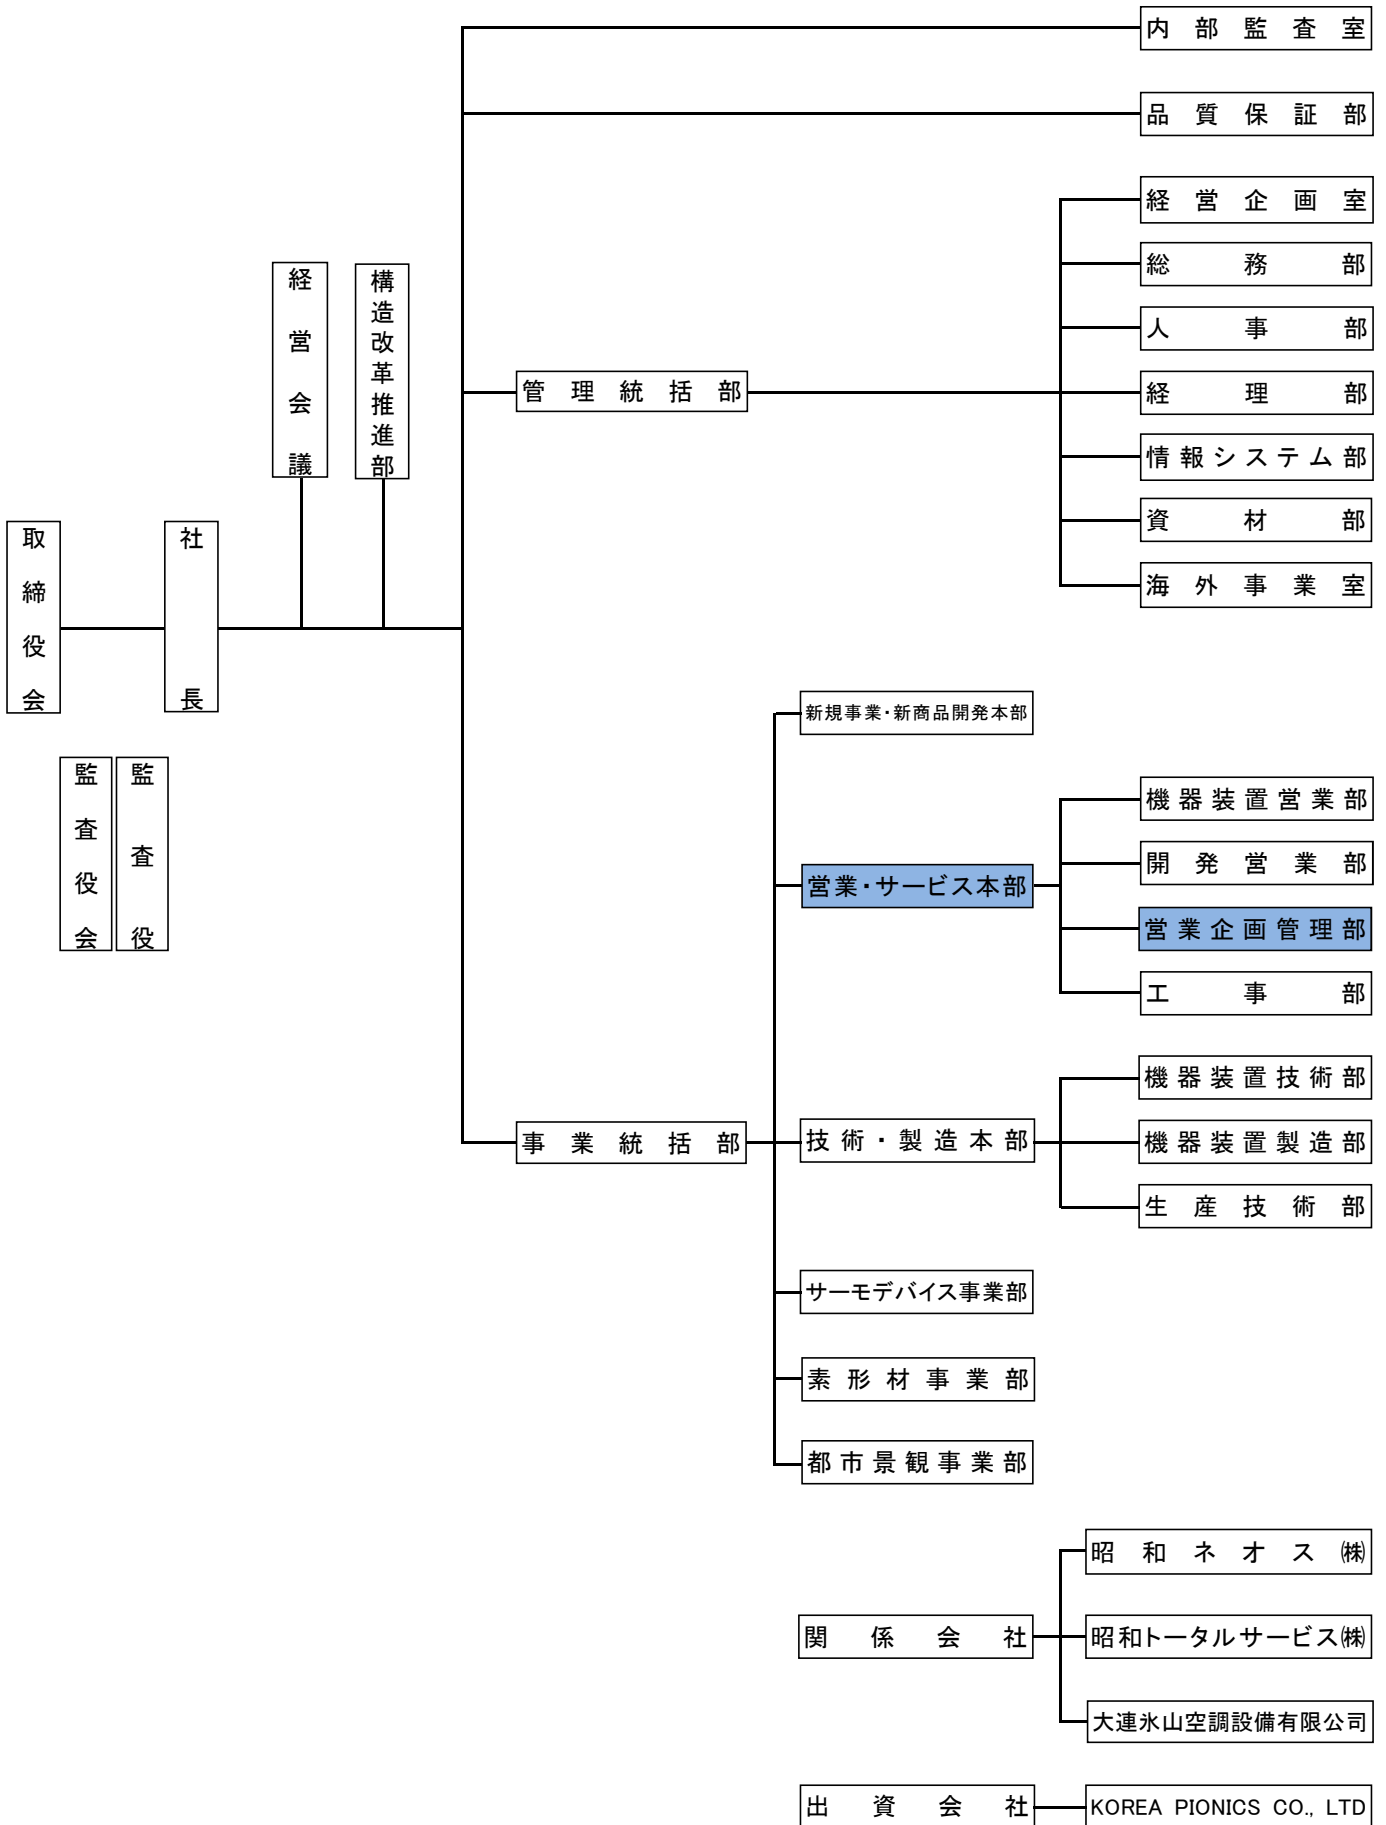 内部監査室
品質保証部
経営企画室
総務部
人事部
経理部
情報システム部
資材部
海外事業室
経営会議
構造改革推進部
管理統括部
取締役会
社長
監査役会
監査役
新規事業・新商品開発本部
営業・サービス本部
機器装置営業部
開発営業部
営業企画管理部
工事部
事業統括部
技術・製造本部
機器装置技術部
機器装置製造部
生産技術部
サーモデバイス事業部
素形材事業部
都市景観事業部
関係会社
昭和ネオス㈱
昭和トータルサービス㈱
大連氷山空調設備有限公司
出資会社
KOREA PIONICS CO., LTD